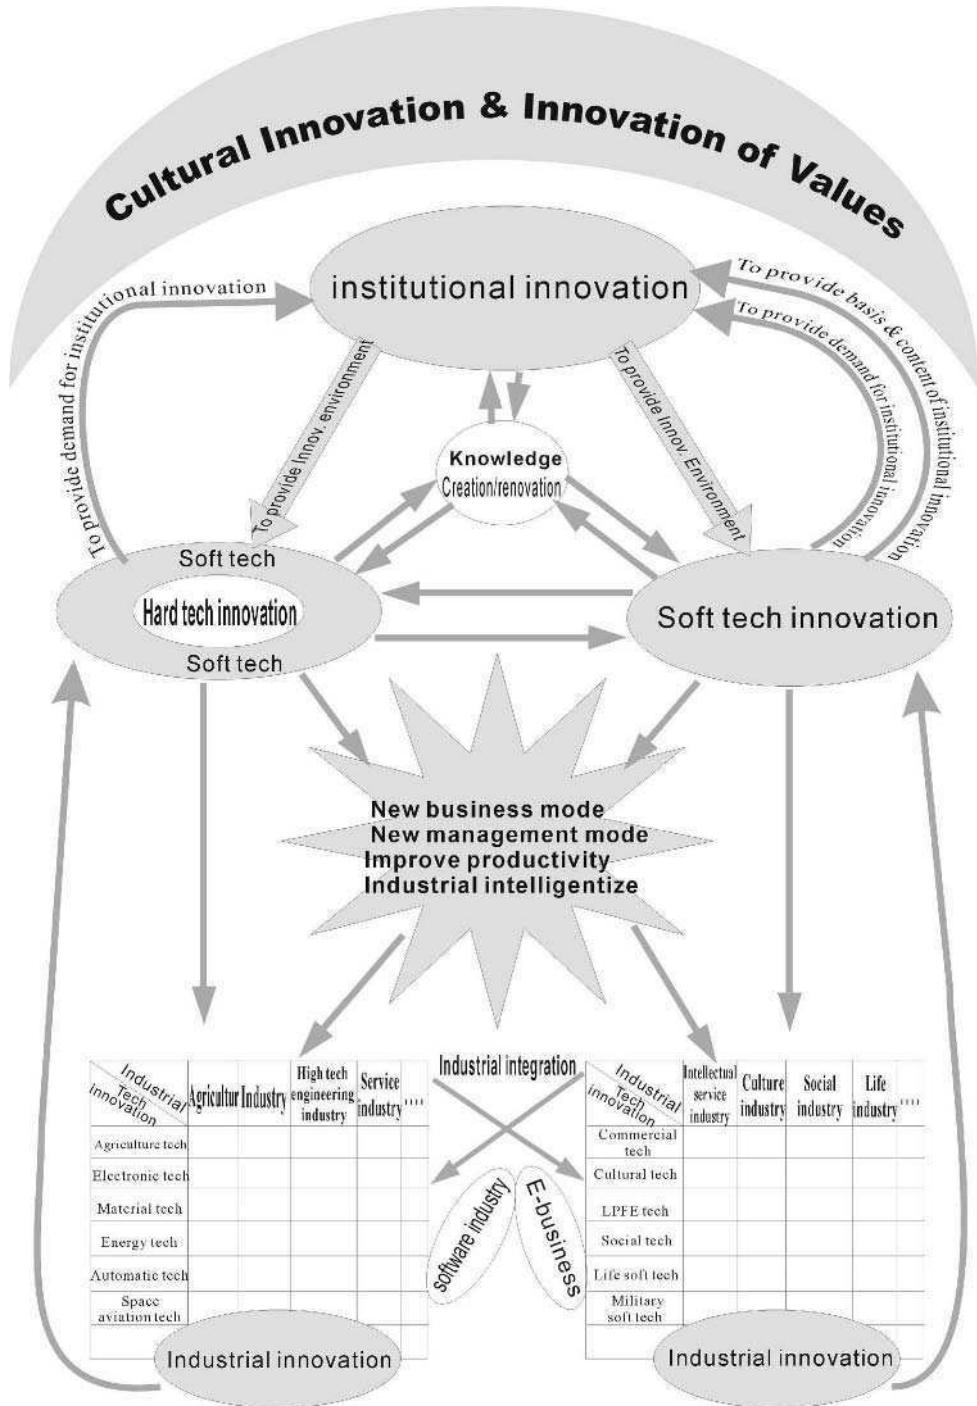 Cultural Innovation & Innovation of Values
institutional innovation
To provide demand for institutional innovation
To provide basis & content of institutional innovation
To provide demand for institutional innovation
To provide Innov. environment
To provide Innov. Environment
Knowledge
Creation/renovation
Soft tech
Hard tech innovation
Soft tech
Soft tech innovation
New business mode
New management mode
Improve productivity
Industrial intelligentize
Industrial integration
Industrial
Tech
innovation
Agricultur
Industry
High tech
engineering
industry
Service
industry
,,,,
Agriculture tech
Electronic tech
Material tech
Energy tech
Automatic tech
Space
aviation tech
Industrial innovation
software industry
E-business
Industrial
Tech
innovation
Intellectual
service
industry
Culture
industry
Social
industry
Life
industry
,,,,
Commercial
tech
Cultural tech
LPFE tech
Social tech
Life soft tech
Military
soft tech
Industrial innovation